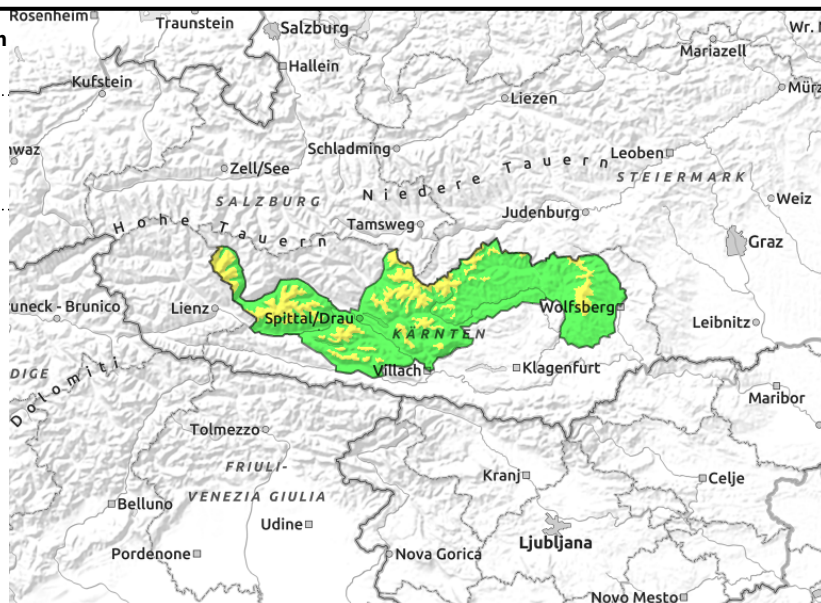 Rosenheim
Traunstein
Salzburg
Wr. N
n
Hallein
Mariazell
Kufstein
Liezen
Mürz
Schladming
Leoben
waz
Zell/See
Niedere Tauern
STEIERMARK
SALZBURG
Weiz
Judenburg
Hohe Tauern
Tamsweg
Graz
runeck - Brunico
Lienz
Spittal/Drau
Wolfsberg
KÄRNTEN
Leibnitz
Villach
Klagenfurt
DIGE
Dolomiti
Maribor
Tolmezzo
FRIULI-
VENEZIA GIULIA
Kranj
Celje
Belluno
Udine
Ljubljana
Pordenone
Nova Gorica
Novo Mesto